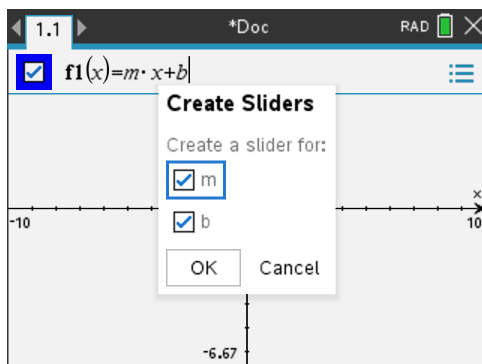 1.1 *Doc RAD
f1(x)=m·x+b
Create Sliders
Create a slider for:
m
b
OK Cancel
x
-10 10
-6.67